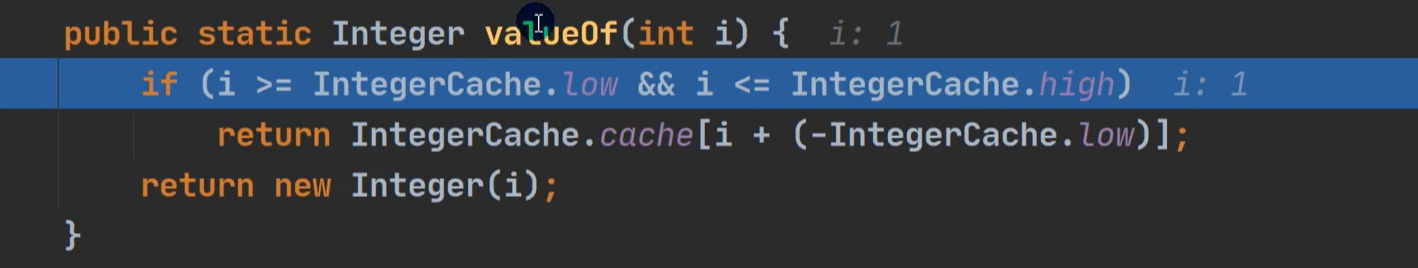 public static Integer valueOf(int i) {  i: 1
if (i >= IntegerCache.low && i <= IntegerCache.high)  i: 1
return IntegerCache.cache[i + (-IntegerCache.low)];
return new Integer(i);
}